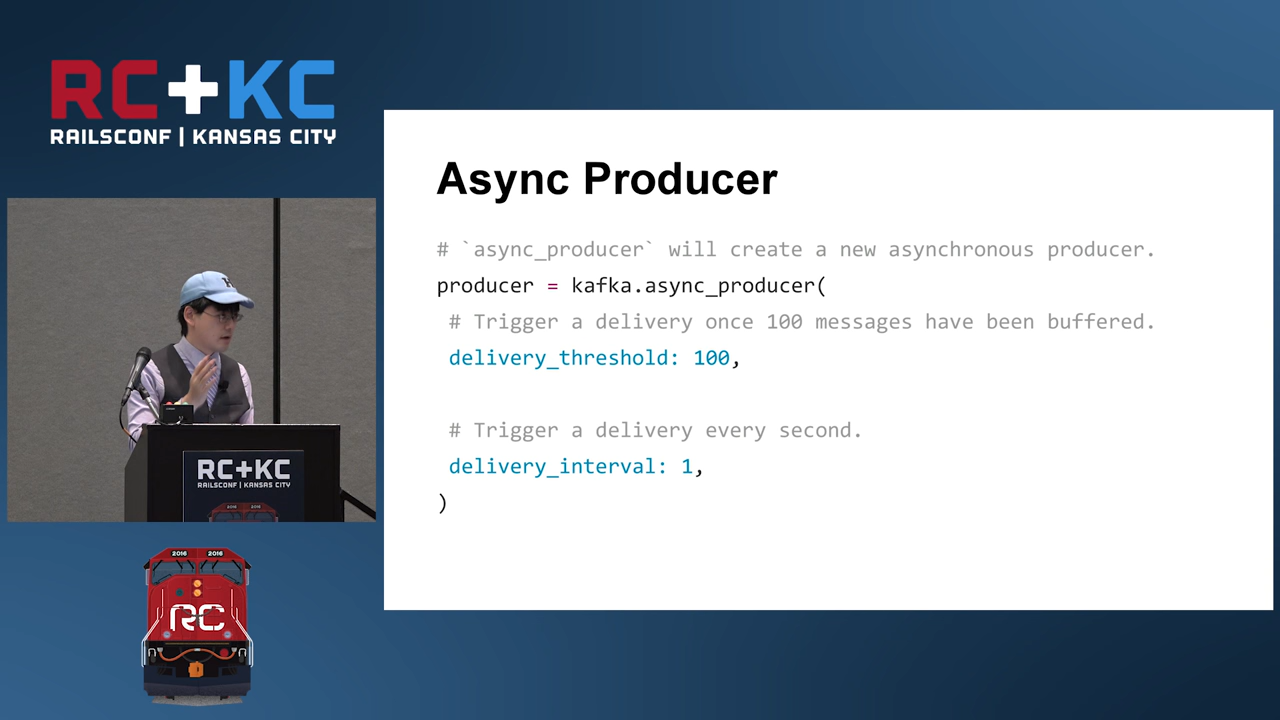 RC+KC
RAILSCONF | KANSAS CITY
Async Producer
# `async_producer` will create a new asynchronous producer.
producer = kafka.async_producer(
# Trigger a delivery once 100 messages have been buffered.
delivery_threshold: 100,
# Trigger a delivery every second.
delivery_interval: 1,
)
RC+KC
RAILSCONF | KANSAS CITY
2016 2016
2016 2016
RC